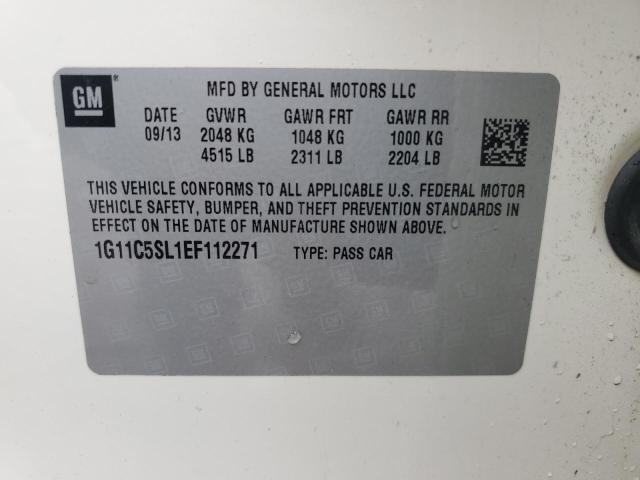 GM
MFD BY GENERAL MOTORS LLC
DATE GVWR GAWR FRT GAWR RR
09/13 2048 KG 1048 KG 1000 KG
4515 LB 2311 LB 2204 LB
THIS VEHICLE CONFORMS TO ALL APPLICABLE U.S. FEDERAL MOTOR
VEHICLE SAFETY, BUMPER, AND THEFT PREVENTION STANDARDS IN
EFFECT ON THE DATE OF MANUFACTURE SHOWN ABOVE.
1G11C5SL1EF112271 TYPE: PASS CAR